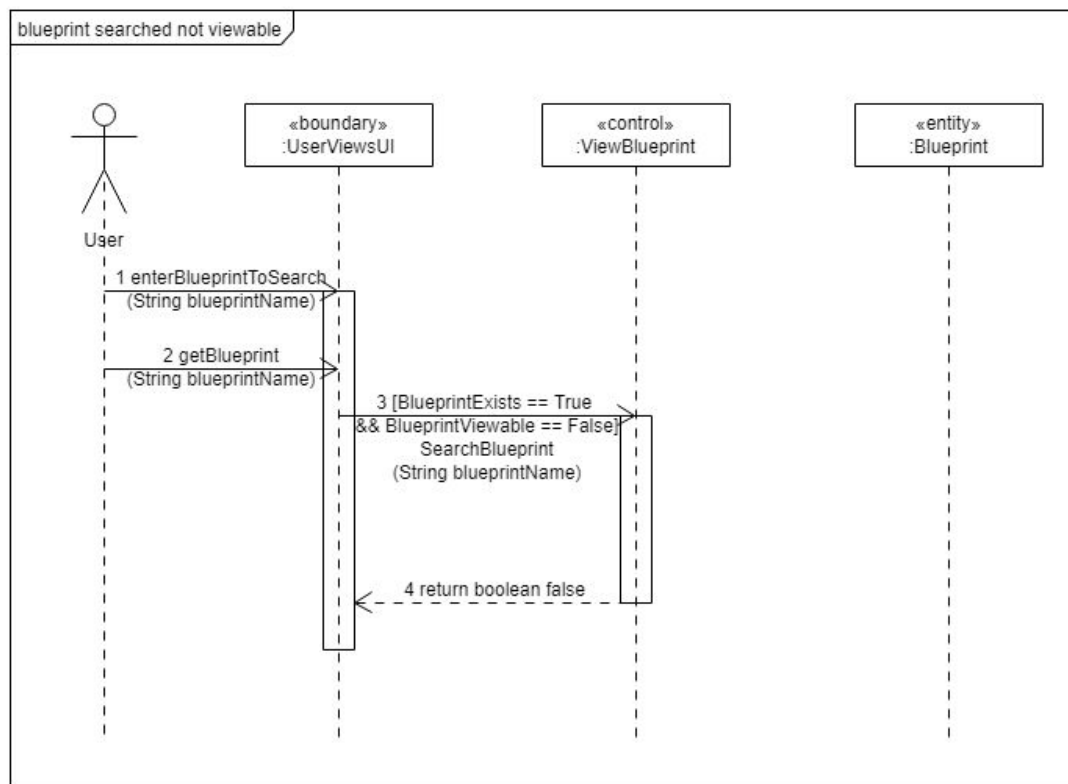 blueprint searched not viewable
«boundary»
:UserViewsUI
«control»
:ViewBlueprint
«entity»
:Blueprint
User
1 enterBlueprintToSearch
(String blueprintName)
2 getBlueprint
(String blueprintName)
3 [BlueprintExists == True
&& BlueprintViewable == False]
SearchBlueprint
(String blueprintName)
4 return boolean false